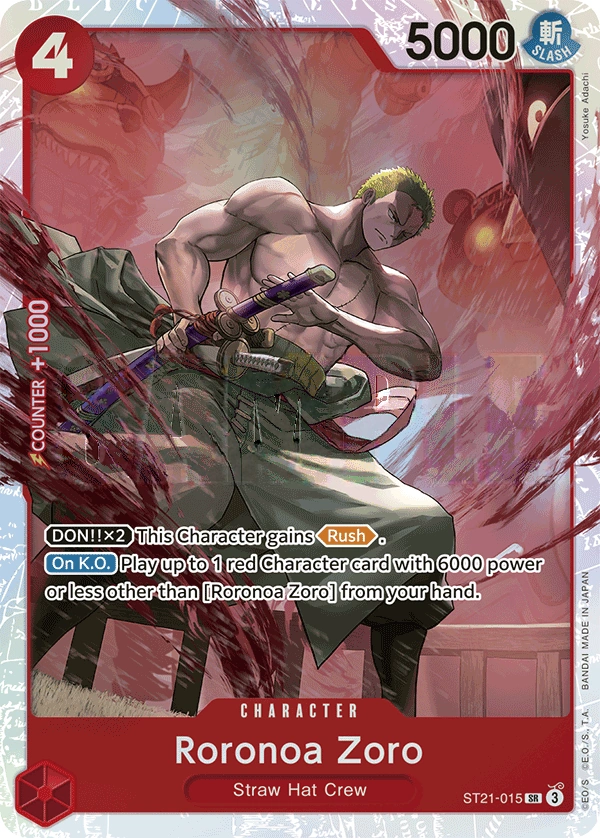 4
5000
斬
SLASH
Yosuke Adachi
COUNTER +1000
DON!!×2 This Character gains Rush.
On K.O. Play up to 1 red Character card with 6000 power
or less other than [Roronoa Zoro] from your hand.
CHARACTER
Roronoa Zoro
Straw Hat Crew
ST21-015 SR 3
©E.O./S., T.A. BANDAI MADE IN JAPAN